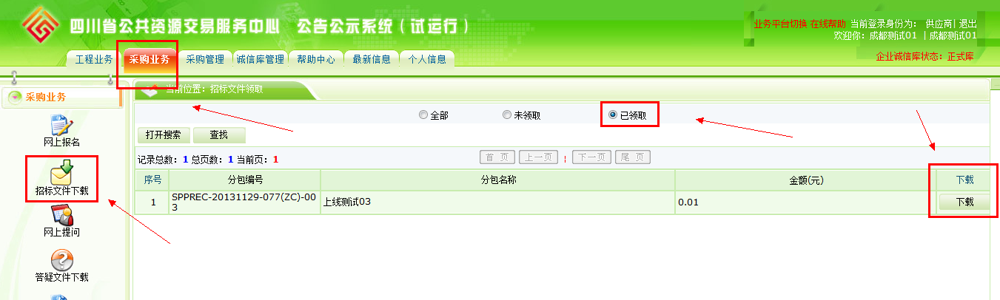 四川省公共资源交易服务中心 公告公示系统（试运行）
业务平台切换 在线帮助 当前登录身份为： 供应商| 退出
欢迎你：成都测试01 | 成都测试01
企业诚信库状态：正式库
工程业务 采购业务 采购管理 诚信库管理 帮助中心 最新信息 个人信息
采购业务
网上报名
招标文件下载
网上提问
答疑文件下载
当前位置：招标文件领取
全部 未领取 已领取
打开搜索 查找
记录总数：1 总页数：1 当前页：1 首 页 上一页 ¦ 下一页 尾 页
序号 分包编号 分包名称 金额(元) 下载
1 SPPREC-20131129-077(ZC)-00 上线测试03 0.01 下载
3